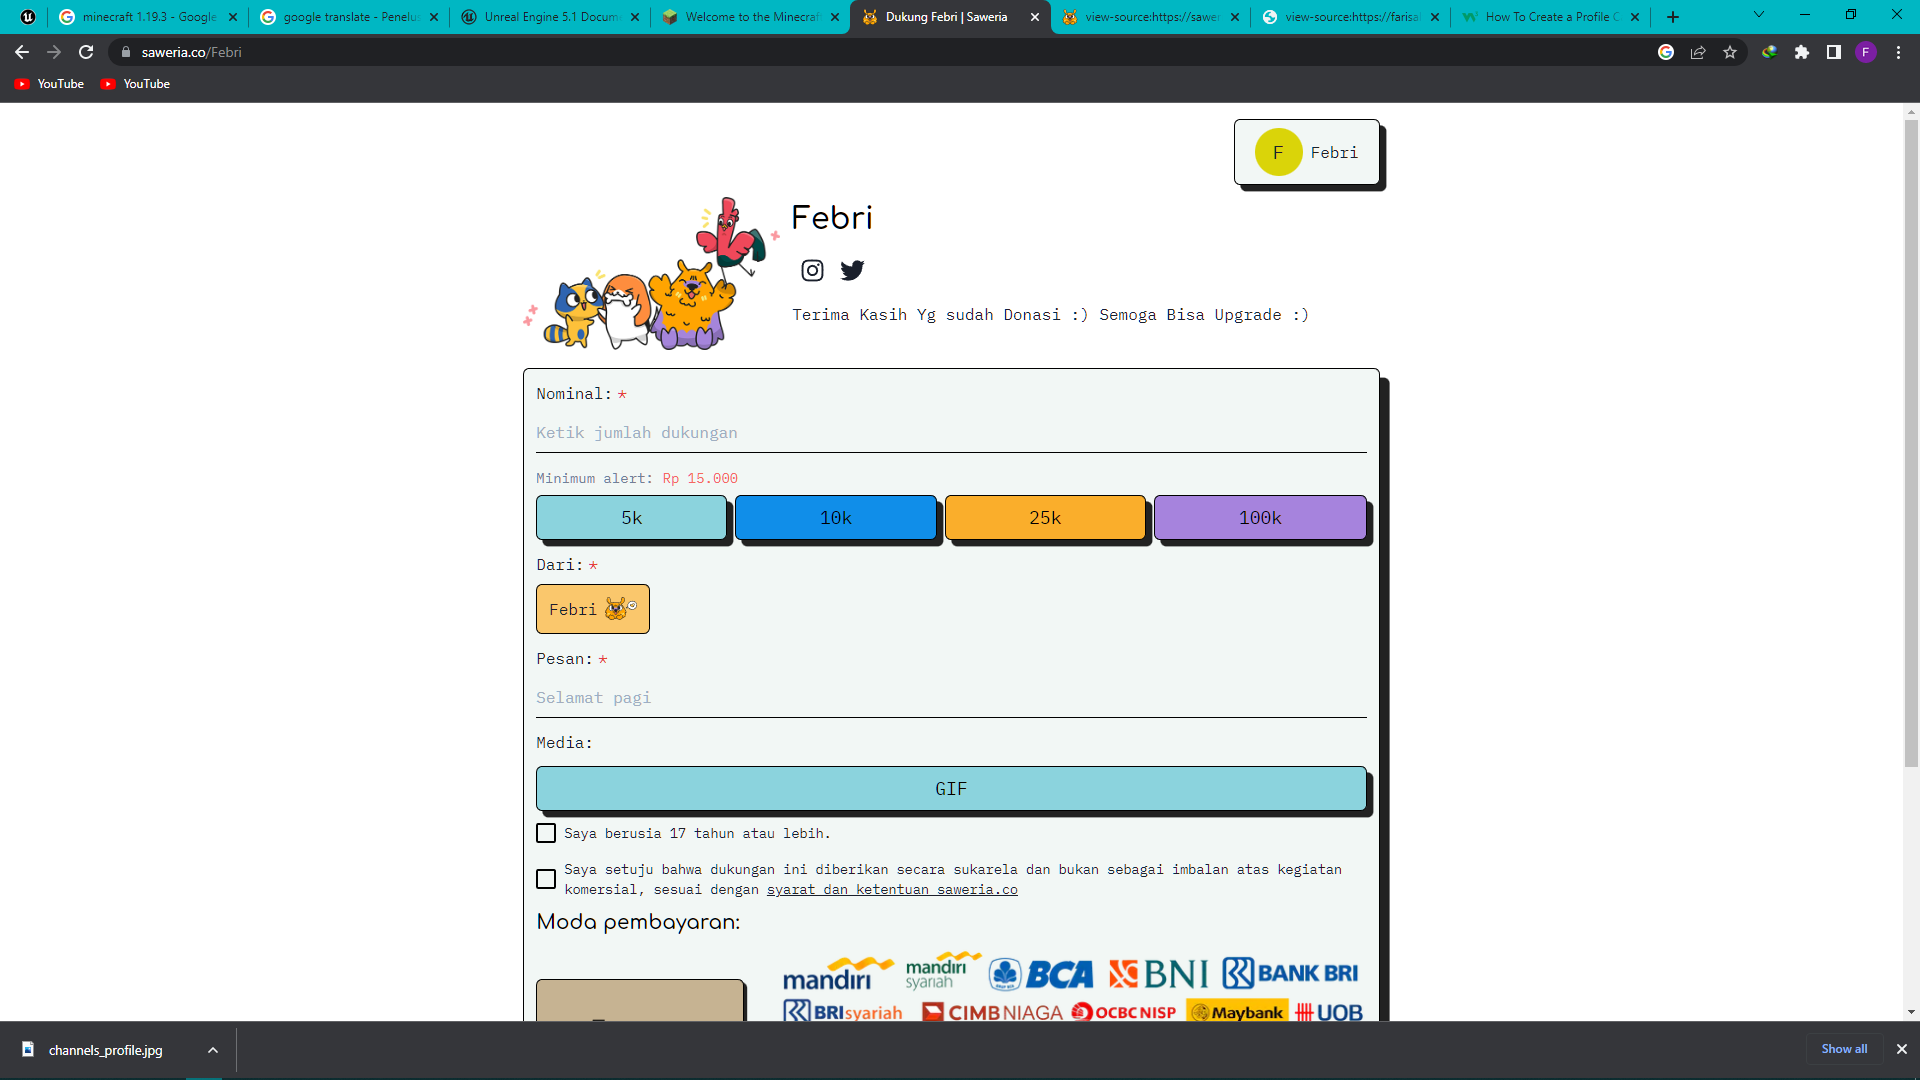 minecraft 1.19.3 - Google
google translate - Penelus
Unreal Engine 5.1 Docum
Welcome to the Minecraft
Dukung Febri | Saweria
view-source:https://sawer
view-source:https://farisal
How To Create a Profile C
saweria.co/Febri
F
YouTube
YouTube
F Febri
Febri
Terima Kasih Yg sudah Donasi :) Semoga Bisa Upgrade :)
Nominal: *
Ketik jumlah dukungan
Minimum alert: Rp 15.000
5k 10k 25k 100k
Dari: *
Febri
Pesan: *
Selamat pagi
Media:
GIF
Saya berusia 17 tahun atau lebih.
Saya setuju bahwa dukungan ini diberikan secara sukarela dan bukan sebagai imbalan atas kegiatan
komersial, sesuai dengan syarat dan ketentuan saweria.co
Moda pembayaran:
mandiri mandiri syariah BCA BNI BANK BRI
BRIsyariah CIMB NIAGA OCBC NISP Maybank UOB
channels_profile.jpg
Show all